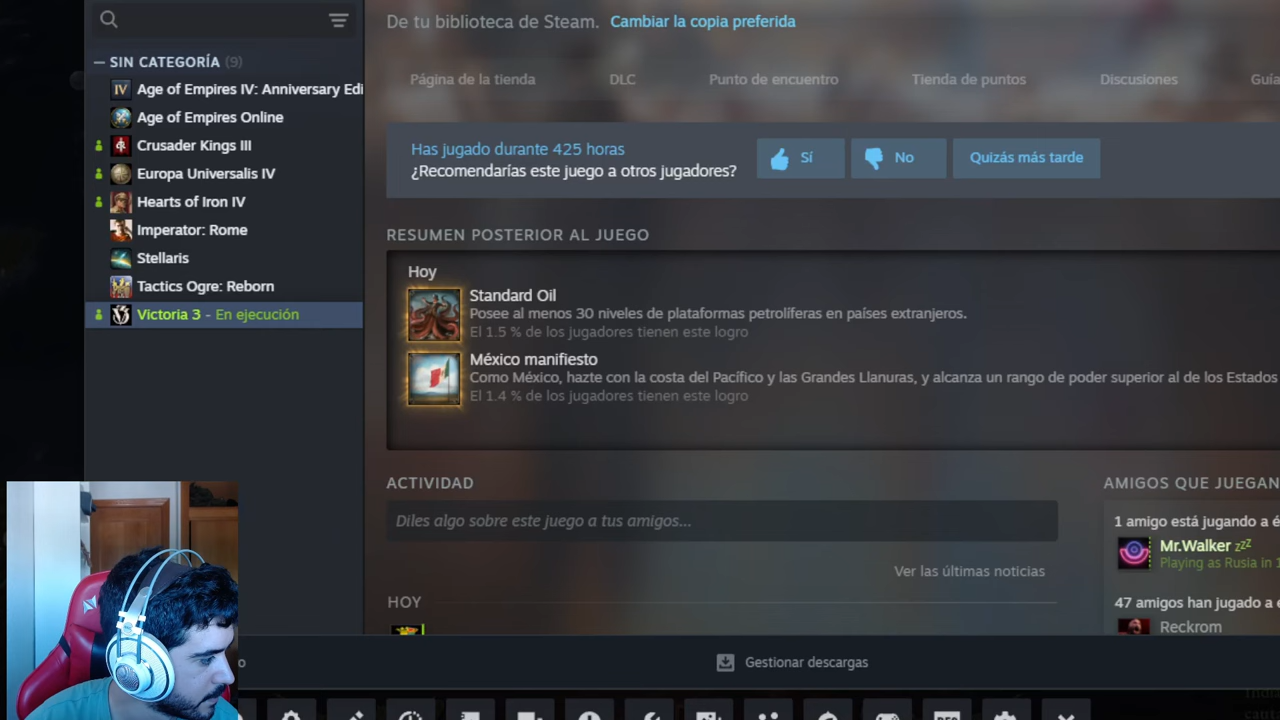 De tu biblioteca de Steam. Cambiar la copia preferida
SIN CATEGORÍA (9)
Age of Empires IV: Anniversary Edi
Age of Empires Online
Crusader Kings III
Europa Universalis IV
Hearts of Iron IV
Imperator: Rome
Stellaris
Tactics Ogre: Reborn
Victoria 3 - En ejecución
Página de la tienda
DLC
Punto de encuentro
Tienda de puntos
Discusiones
Guía
Has jugado durante 425 horas
¿Recomendarías este juego a otros jugadores?
Sí
No
Quizás más tarde
RESUMEN POSTERIOR AL JUEGO
Hoy
Standard Oil
Posee al menos 30 niveles de plataformas petrolíferas en países extranjeros.
El 1.5 % de los jugadores tienen este logro
México manifiesto
Como México, hazte con la costa del Pacífico y las Grandes Llanuras, y alcanza un rango de poder superior al de los Estados
El 1.4 % de los jugadores tienen este logro
ACTIVIDAD
Diles algo sobre este juego a tus amigos...
Ver las últimas noticias
HOY
AMIGOS QUE JUEGAN
1 amigo está jugando a é
Mr.Walker zzz
Playing as Rusia in 1
47 amigos han jugado a e
Reckrom
o
Gestionar descargas